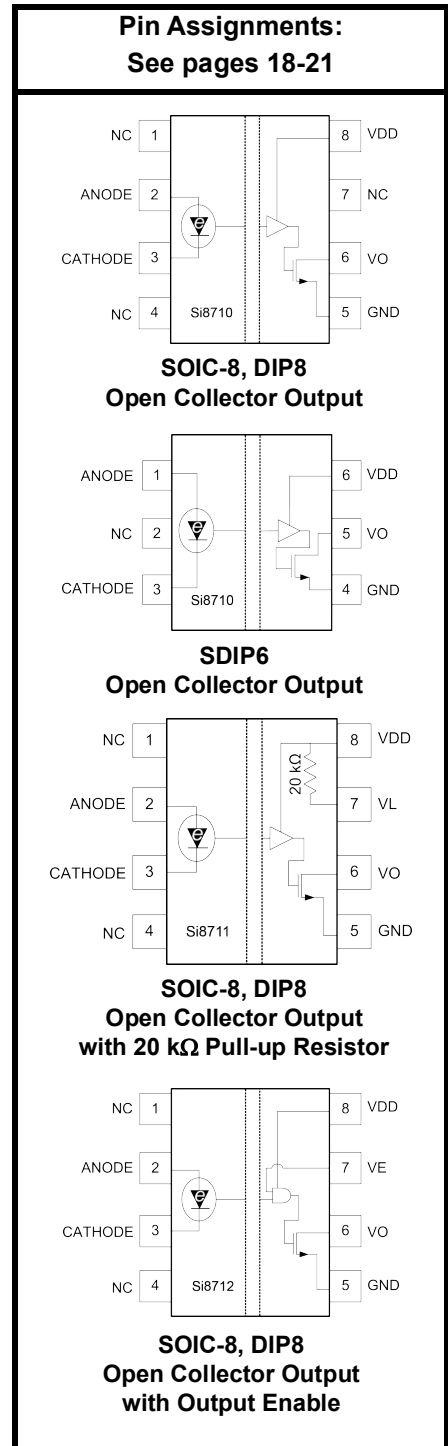 Pin Assignments:
See pages 18-21
NC 1
8 VDD
ANODE 2
7 NC
e
CATHODE 3
6 VO
NC 4
Si8710
5 GND
SOIC-8, DIP8
Open Collector Output
ANODE 1
6 VDD
NC 2
e
5 VO
CATHODE 3
Si8710
4 GND
SDIP6
Open Collector Output
NC 1
8 VDD
20 kΩ
ANODE 2
7 VL
e
CATHODE 3
6 VO
NC 4
Si8711
5 GND
SOIC-8, DIP8
Open Collector Output
with 20 kΩ Pull-up Resistor
NC 1
8 VDD
ANODE 2
7 VE
e
CATHODE 3
6 VO
NC 4
Si8712
5 GND
SOIC-8, DIP8
Open Collector Output
with Output Enable